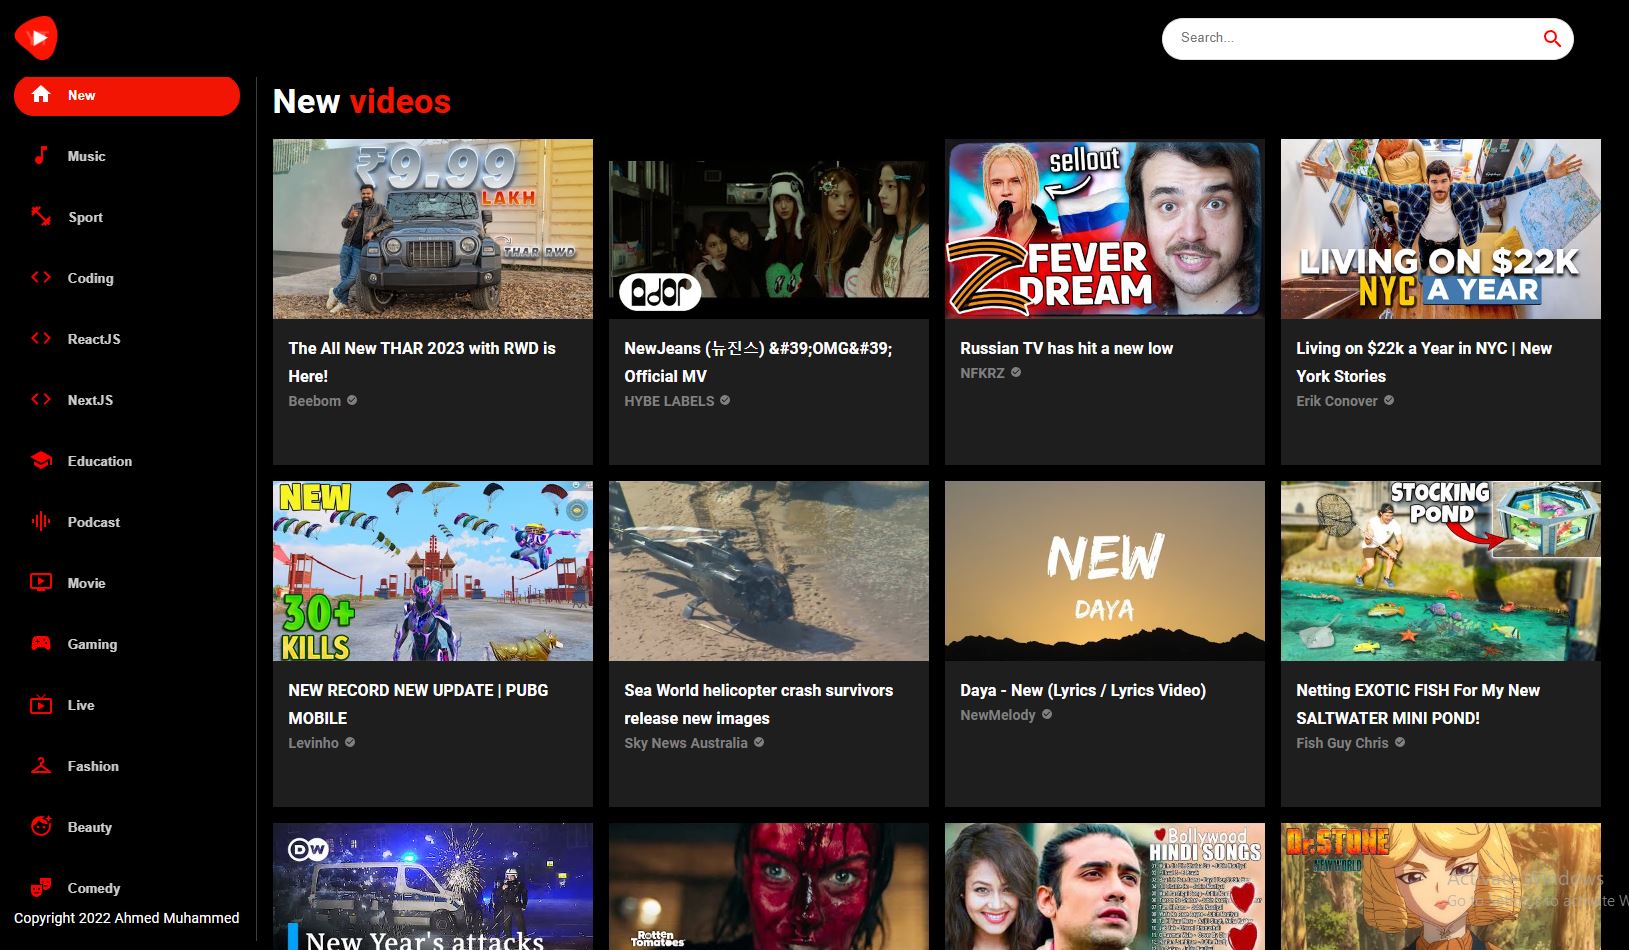 Search...
New
Music
Sport
Coding
ReactJS
NextJS
Education
Podcast
Movie
Gaming
Live
Fashion
Beauty
Comedy
Copyright 2022 Ahmed Muhammed
New videos
₹9.99
LAKH
THAR RWD
The All New THAR 2023 with RWD is
Here!
Beebom
ador
NewJeans (뉴진스) &#39;OMG&#39;
Official MV
HYBE LABELS
sellout
Z FEVER
DREAM
Russian TV has hit a new low
NFKRZ
LIVING ON $22K
NYC A YEAR
Living on $22k a Year in NYC | New
York Stories
Erik Conover
NEW
30+
KILLS
NEW RECORD NEW UPDATE | PUBG
MOBILE
Levinho
Sea World helicopter crash survivors
release new images
Sky News Australia
NEW
DAYA
Daya - New (Lyrics / Lyrics Video)
NewMelody
STOCKING
POND
Netting EXOTIC FISH For My New
SALTWATER MINI POND!
Fish Guy Chris
DW
New Year's attacks
Rotten
Tomatoes
Bollywood
HINDI SONGS
Dr.STONE
NEW WORLD
Activate Windows
Go to Settings to activate W